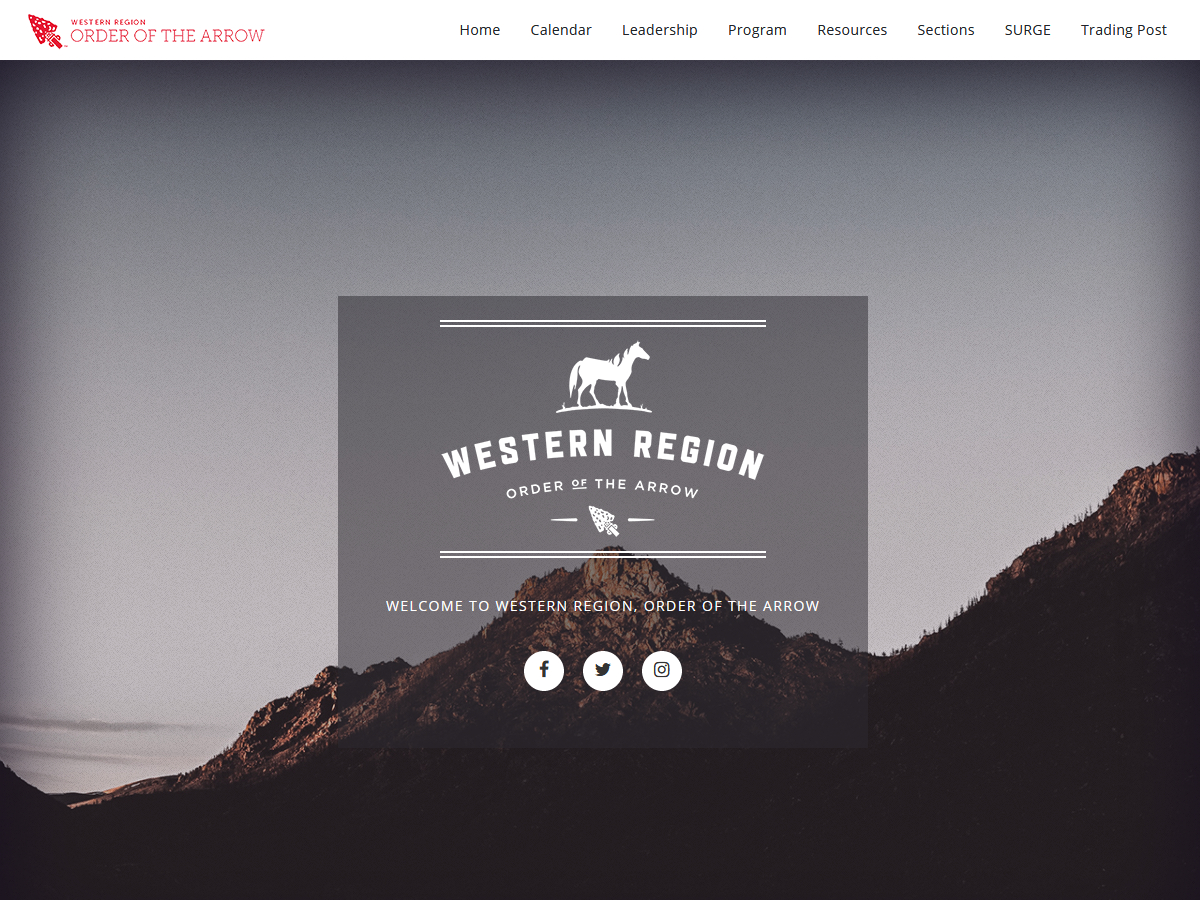 WESTERN REGION
ORDER OF THE ARROW
Home Calendar Leadership Program Resources Sections SURGE Trading Post
WESTERN REGION
ORDER OF THE ARROW
WELCOME TO WESTERN REGION, ORDER OF THE ARROW